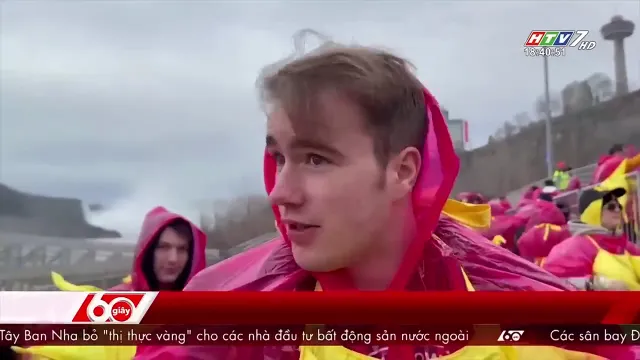 HTV7 HD
18:40:51
60 giây
Tây Ban Nha bỏ "thị thực vàng" cho các nhà đầu tư bất động sản nước ngoài 60 Các sân bay Đ